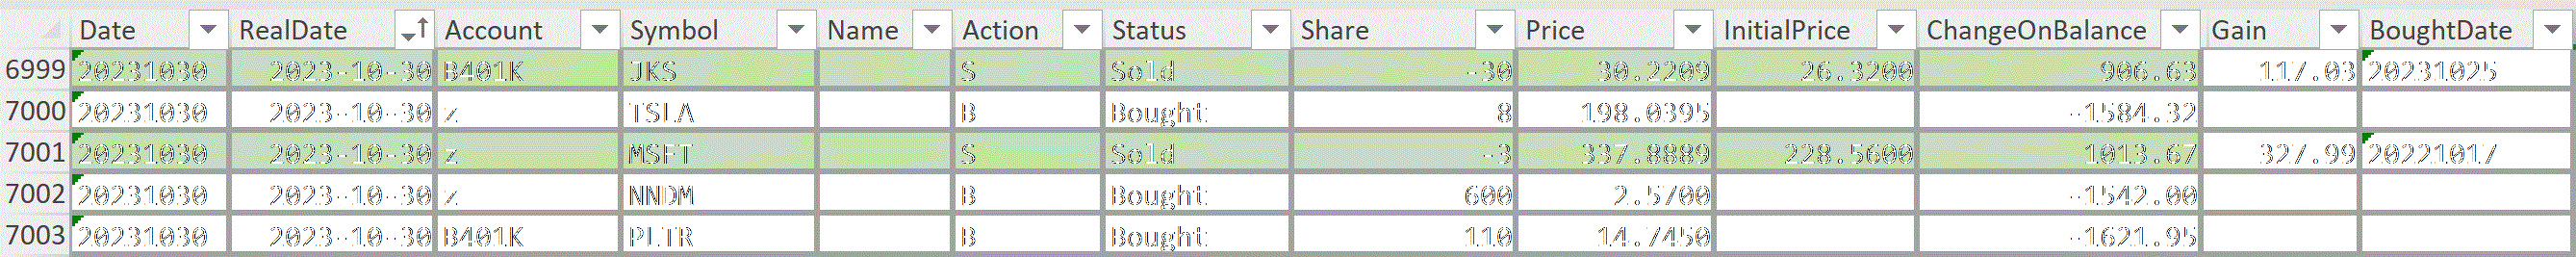 Date RealDate Account Symbol Name Action Status Share Price InitialPrice ChangeOnBalance Gain BoughtDate
6999 20231030 2023-10-30 B401K JKS S Sold -30 30.2209 26.3200 906.63 117.03 20231025
7000 20231030 2023-10-30 z TSLA B Bought 8 198.0395 -1584.32
7001 20231030 2023-10-30 z MSFT S Sold -3 337.8889 228.5600 1013.67 327.99 20221017
7002 20231030 2023-10-30 z NNDM B Bought 600 2.5700 -1542.00
7003 20231030 2023-10-30 B401K PLTR B Bought 110 14.7450 -1621.95